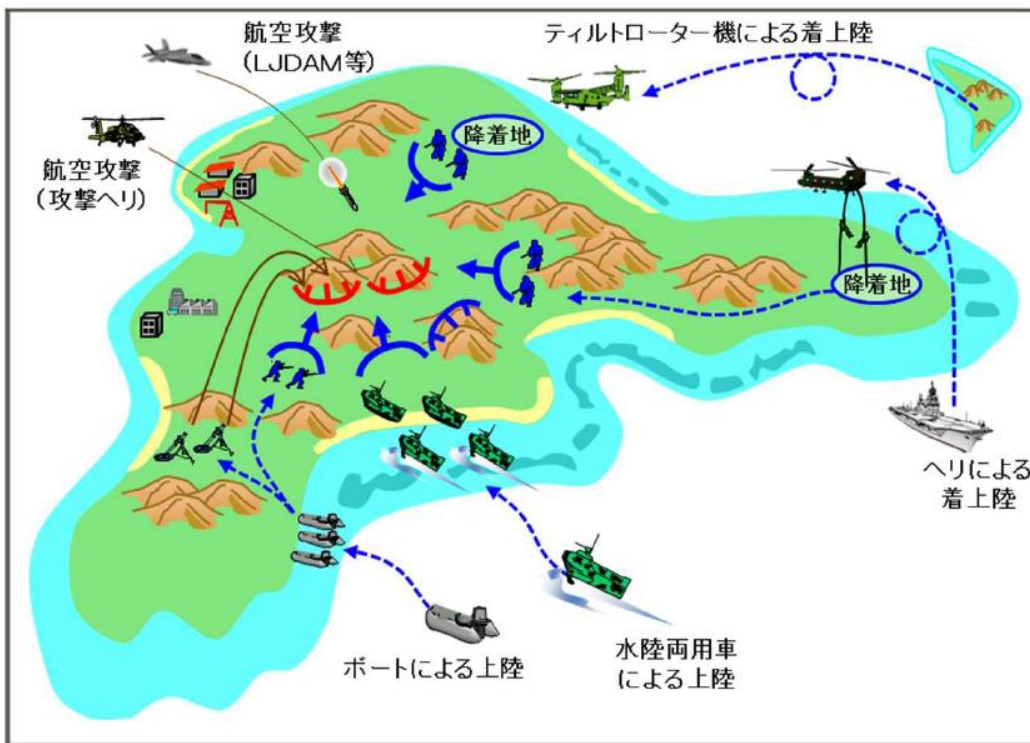 航空攻撃
(LJDAM等)
ティルトローター機による着上陸
航空攻撃
(攻撃ヘリ)
降着地
降着地
ヘリによる
着上陸
水陸両用車
による上陸
ボートによる上陸